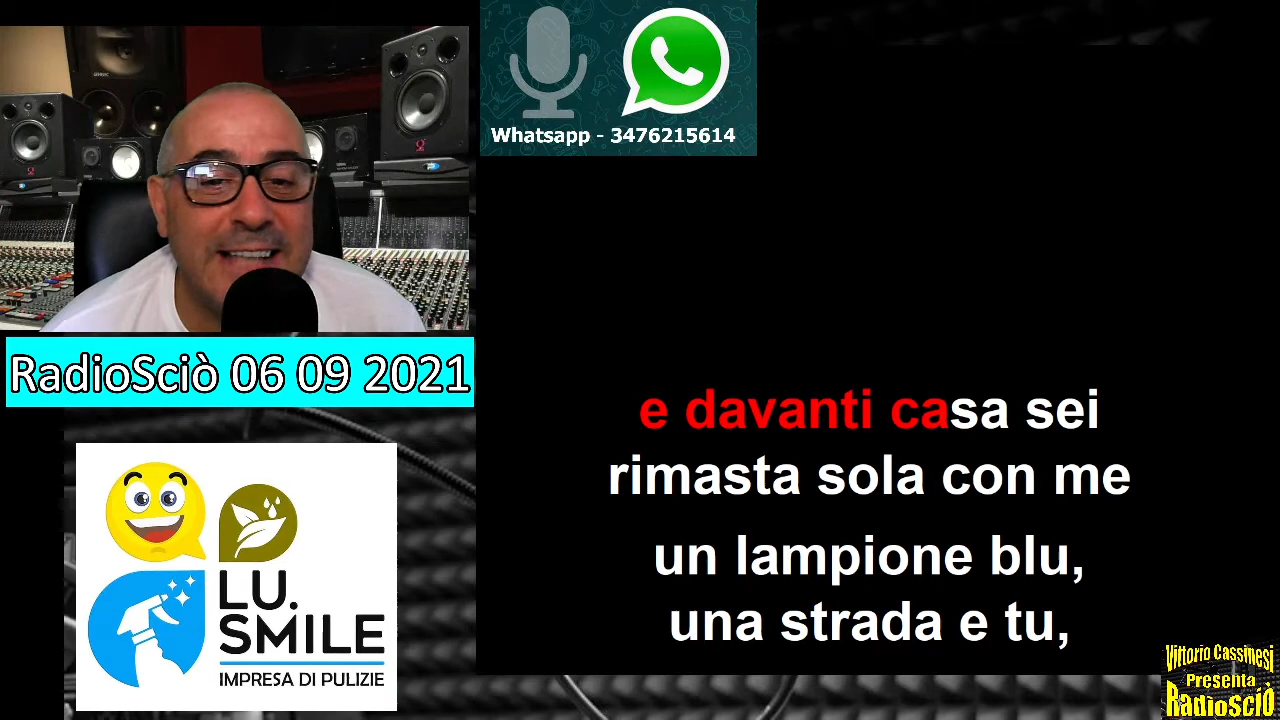 Whatsapp - 3476215614
RadioSciò 06 09 2021
e davanti casa sei
rimasta sola con me
un lampione blu,
una strada e tu,
LU.
SMILE
IMPRESA DI PULIZIE
Vittorio Cassinesi
Presenta
RadioSciò